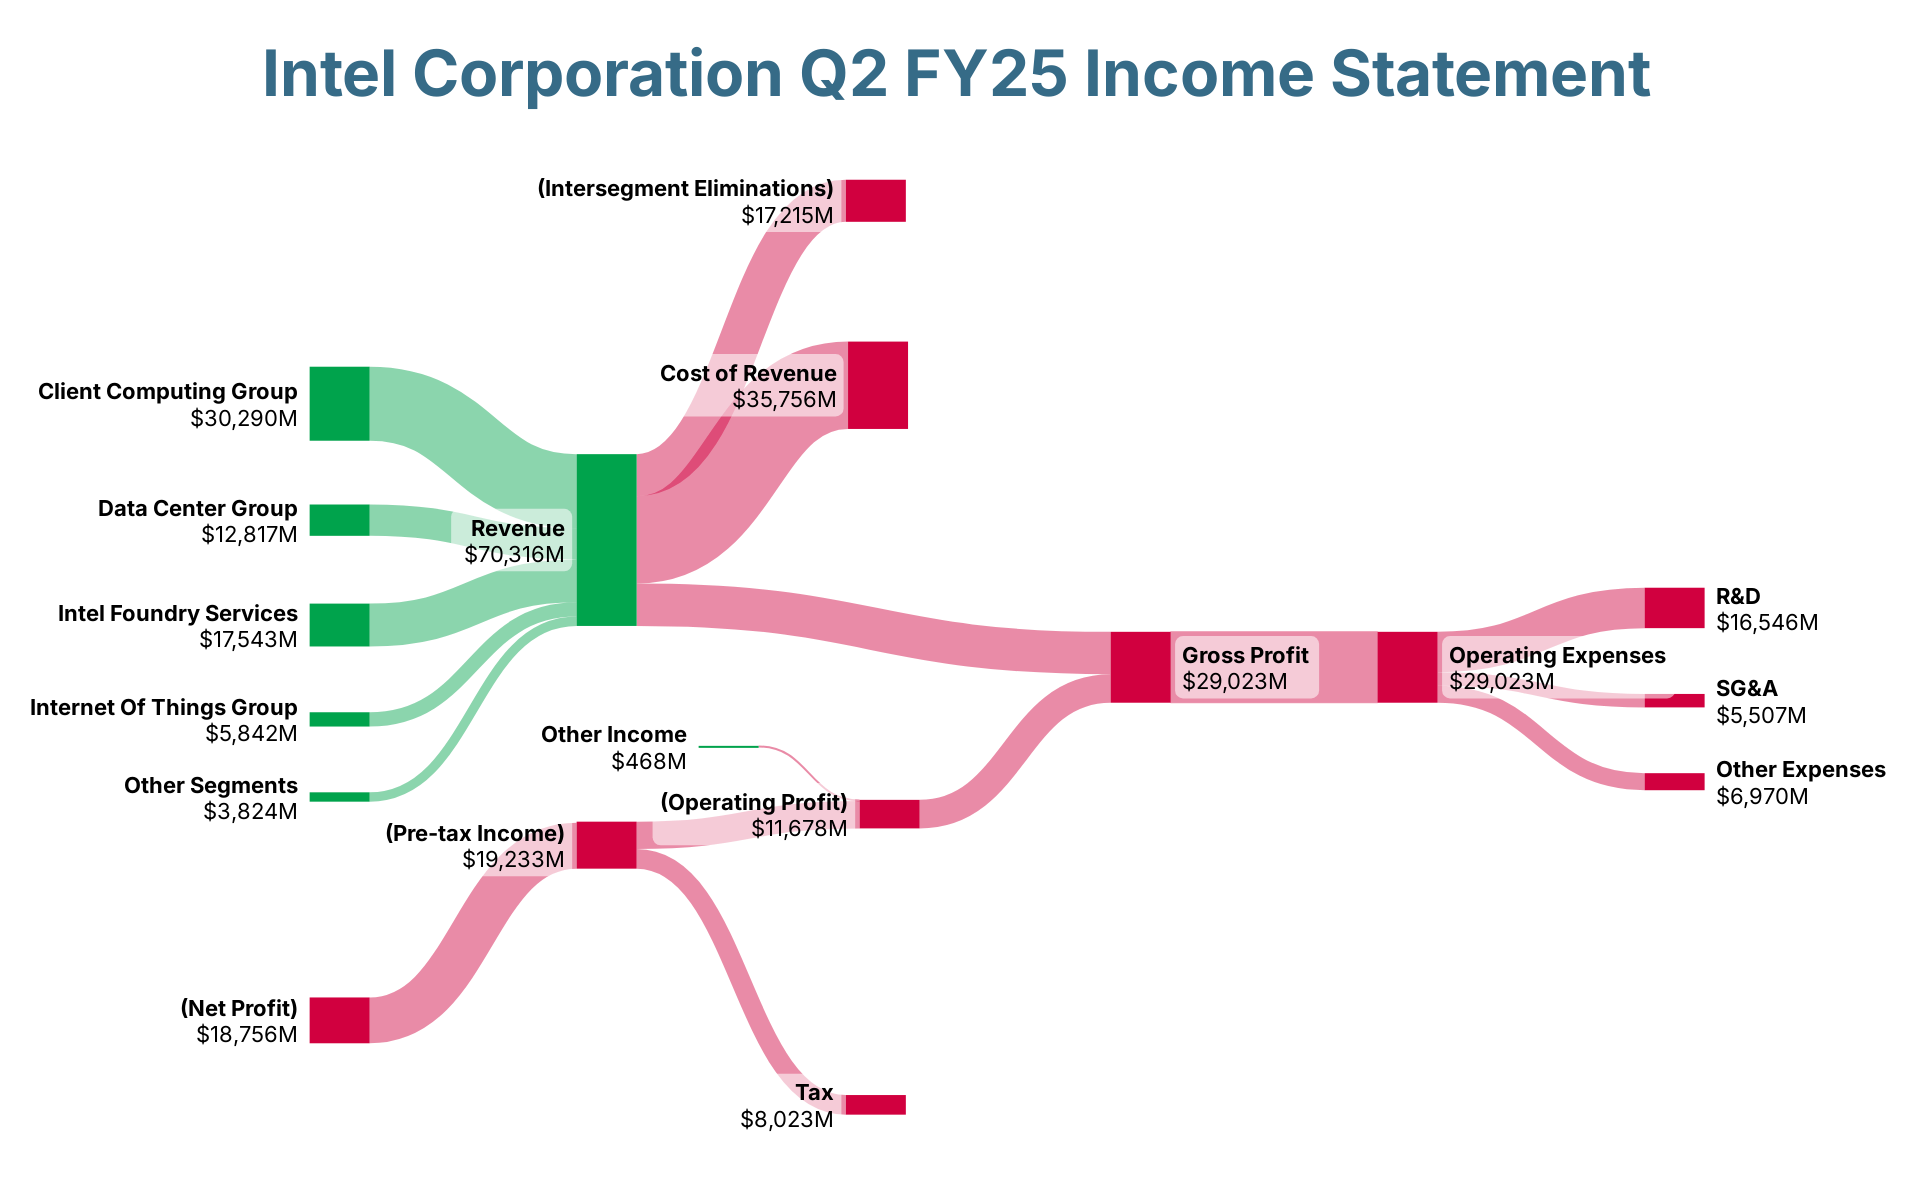 Intel Corporation Q2 FY25 Income Statement
(Intersegment Eliminations)
$17,215M
Cost of Revenue
$35,756M
Client Computing Group
$30,290M
Data Center Group
$12,817M
Revenue
$70,316M
Intel Foundry Services
$17,543M
Internet Of Things Group
$5,842M
Other Segments
$3,824M
Other Income
$468M
(Operating Profit)
$11,678M
(Pre-tax Income)
$19,233M
(Net Profit)
$18,756M
Tax
$8,023M
Gross Profit
$29,023M
Operating Expenses
$29,023M
R&D
$16,546M
SG&A
$5,507M
Other Expenses
$6,970M